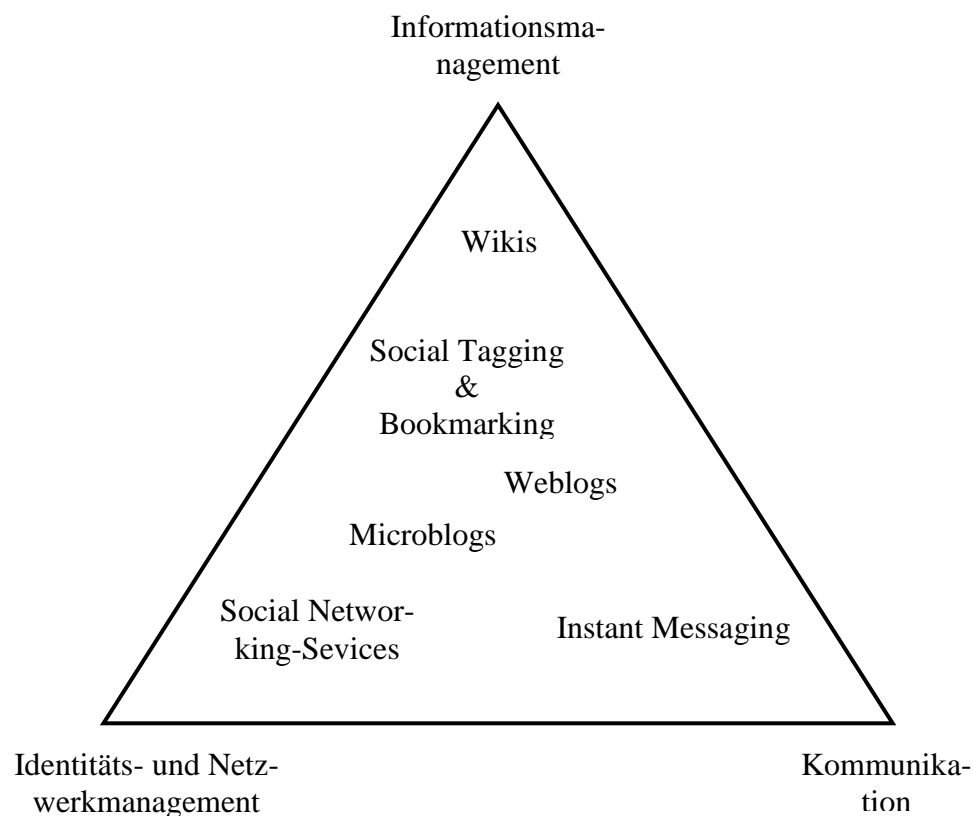 Informationsma-
nagement
Wikis
Social Tagging
&
Bookmarking
Weblogs
Microblogs
Social Networ-
king-Sevices
Instant Messaging
Identitäts- und Netz-
werkmanagement
Kommunika-
tion